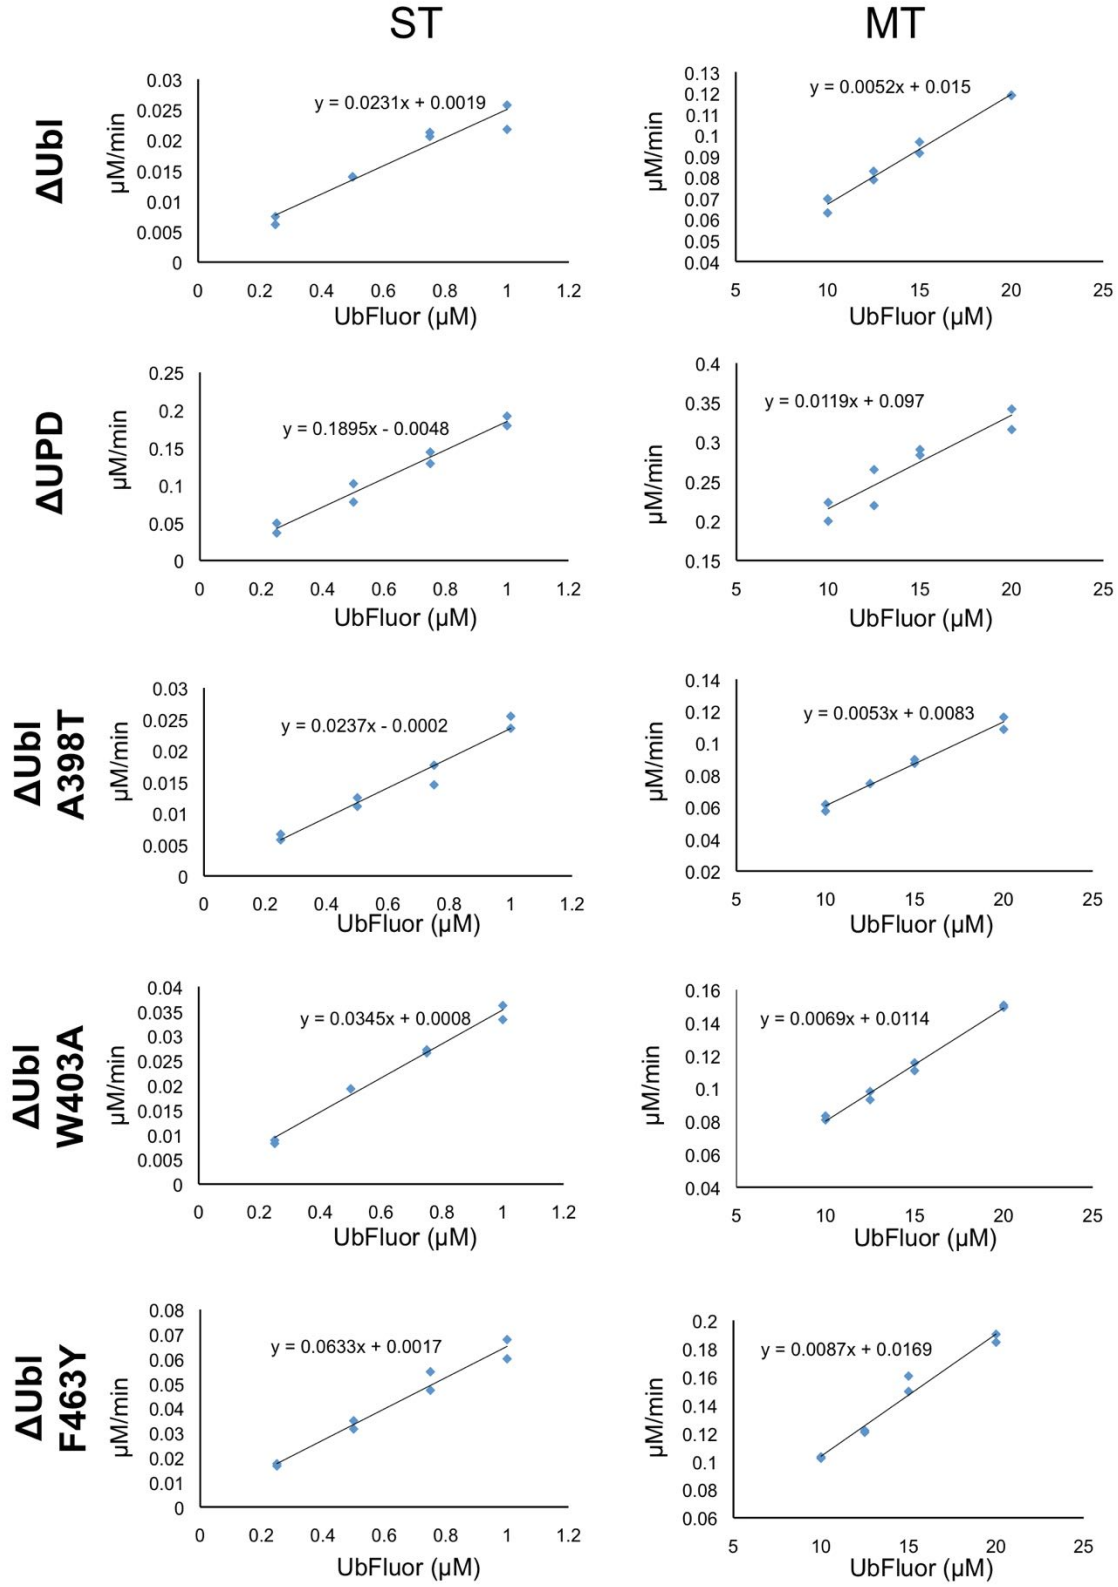 ST
MT
ΔUbl
µM/min
0.03
0.025
0.02
0.015
0.01
0.005
0
y = 0.0231x + 0.0019
0 0.2 0.4 0.6 0.8 1 1.2
UbFluor (µM)
µM/min
0.13
0.12
0.11
0.1
0.09
0.08
0.07
0.06
0.05
0.04
y = 0.0052x + 0.015
5 10 15 20 25
UbFluor (µM)
ΔUPD
µM/min
0.25
0.2
0.15
0.1
0.05
0
y = 0.1895x - 0.0048
0 0.2 0.4 0.6 0.8 1 1.2
UbFluor (µM)
µM/min
0.4
0.35
0.3
0.25
0.2
0.15
y = 0.0119x + 0.097
5 10 15 20 25
UbFluor (µM)
ΔUbl
A398T
µM/min
0.03
0.025
0.02
0.015
0.01
0.005
0
y = 0.0237x - 0.0002
0 0.2 0.4 0.6 0.8 1 1.2
UbFluor (µM)
µM/min
0.14
0.12
0.1
0.08
0.06
0.04
0.02
y = 0.0053x + 0.0083
5 10 15 20 25
UbFluor (µM)
ΔUbl
W403A
µM/min
0.04
0.035
0.03
0.025
0.02
0.015
0.01
0.005
0
y = 0.0345x + 0.0008
0 0.2 0.4 0.6 0.8 1 1.2
UbFluor (µM)
µM/min
0.16
0.14
0.12
0.1
0.08
0.06
0.04
y = 0.0069x + 0.0114
5 10 15 20 25
UbFluor (µM)
ΔUbl
F463Y
µM/min
0.08
0.07
0.06
0.05
0.04
0.03
0.02
0.01
0
y = 0.0633x + 0.0017
0 0.2 0.4 0.6 0.8 1 1.2
UbFluor (µM)
µM/min
0.2
0.18
0.16
0.14
0.12
0.1
0.08
0.06
y = 0.0087x + 0.0169
5 10 15 20 25
UbFluor (µM)